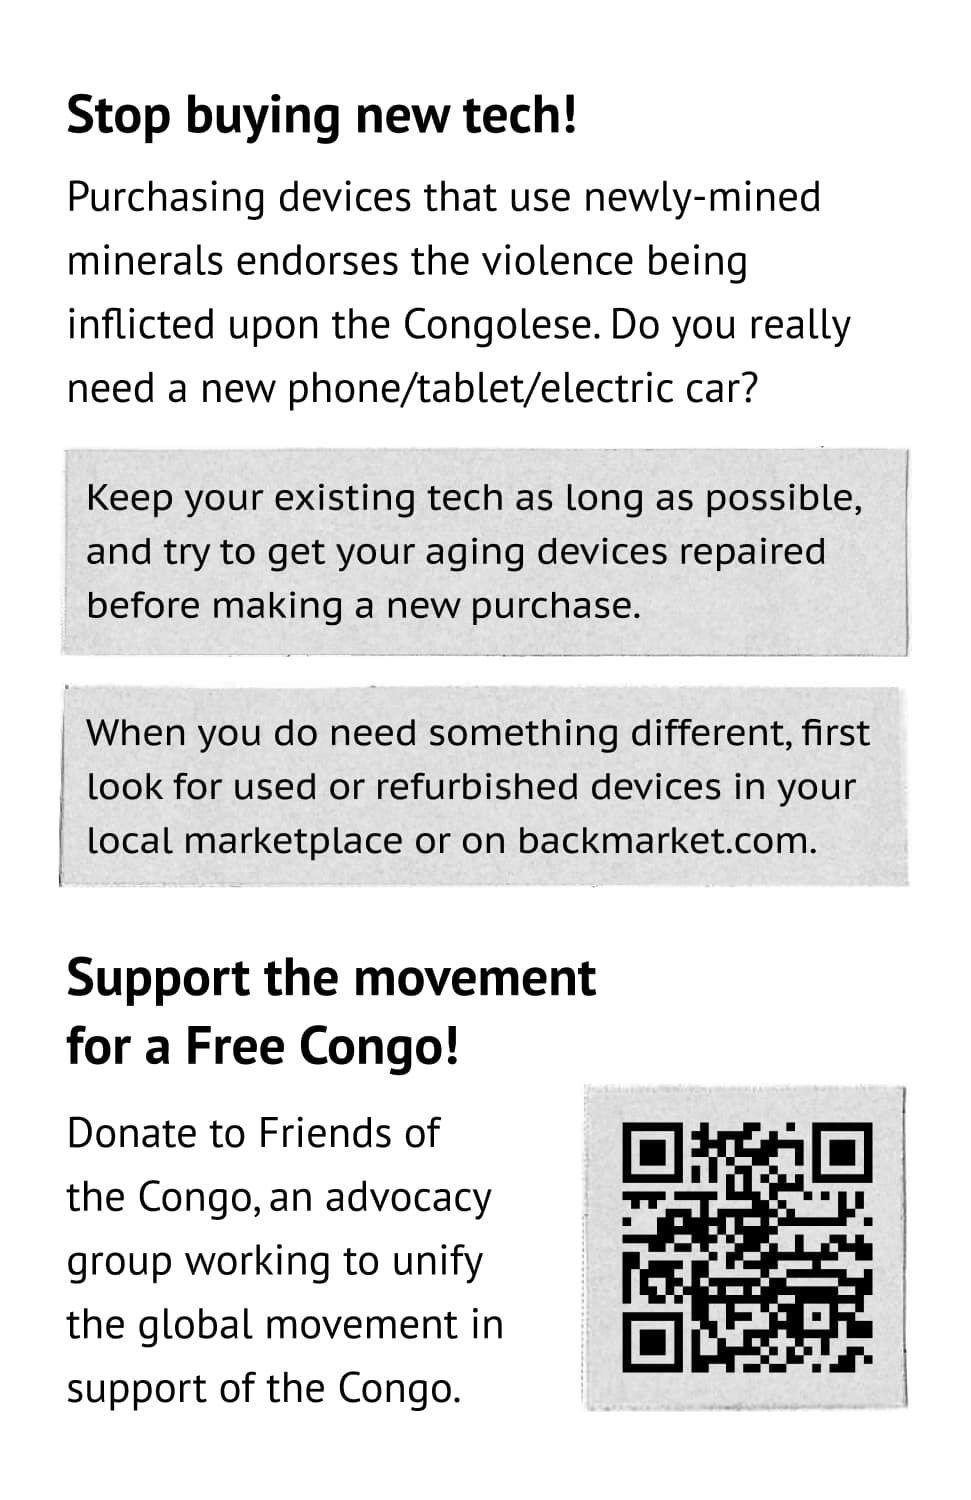 Stop buying new tech!
Purchasing devices that use newly-mined
minerals endorses the violence being
inflicted upon the Congolese. Do you really
need a new phone/tablet/electric car?
Keep your existing tech as long as possible,
and try to get your aging devices repaired
before making a new purchase.
When you do need something different, first
look for used or refurbished devices in your
local marketplace or on backmarket.com.
Support the movement
for a Free Congo!
Donate to Friends of
the Congo, an advocacy
group working to unify
the global movement in
support of the Congo.